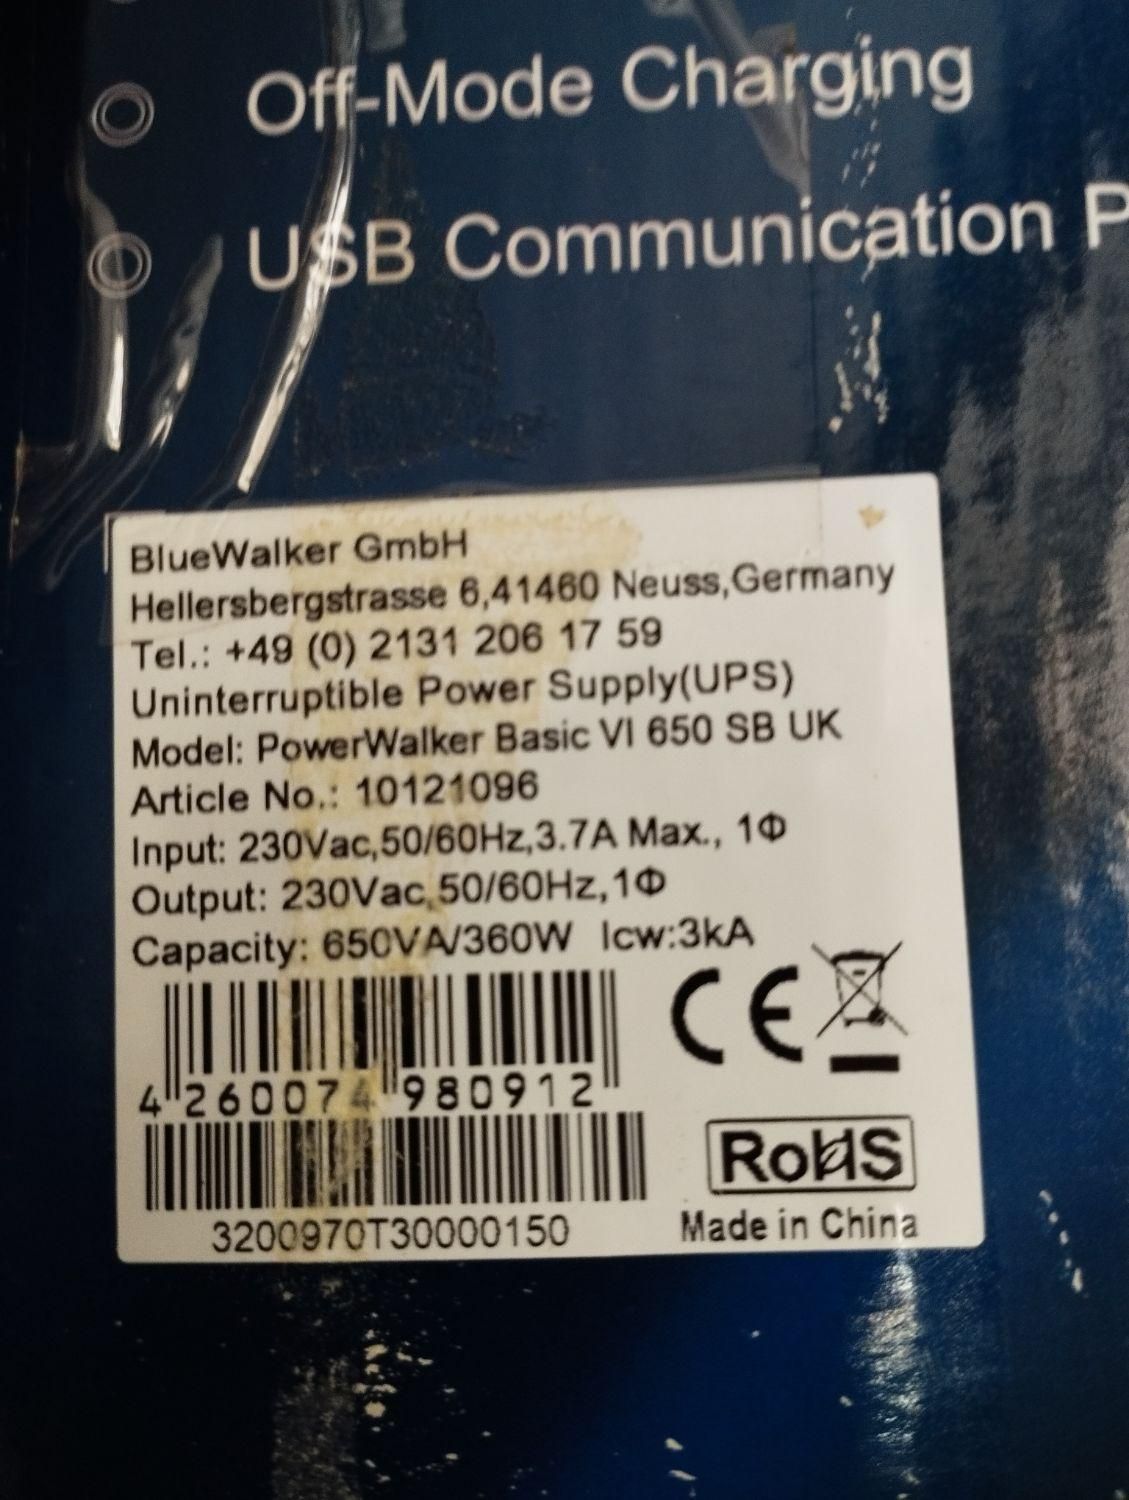 Off-Mode Charging
USB Communication P
BlueWalker GmbH
Hellersbergstrasse 6,41460 Neuss,Germany
Tel.: +49 (0) 2131 206 17 59
Uninterruptible Power Supply(UPS)
Model: PowerWalker Basic VI 650 SB UK
Article No.: 10121096
Input: 230Vac,50/60Hz,3.7A Max., 1Φ
Output: 230Vac,50/60Hz,1Φ
Capacity: 650VA/360W Icw:3kA
CE
4 260074 980912
RoHS
3200970T30000150
Made in China